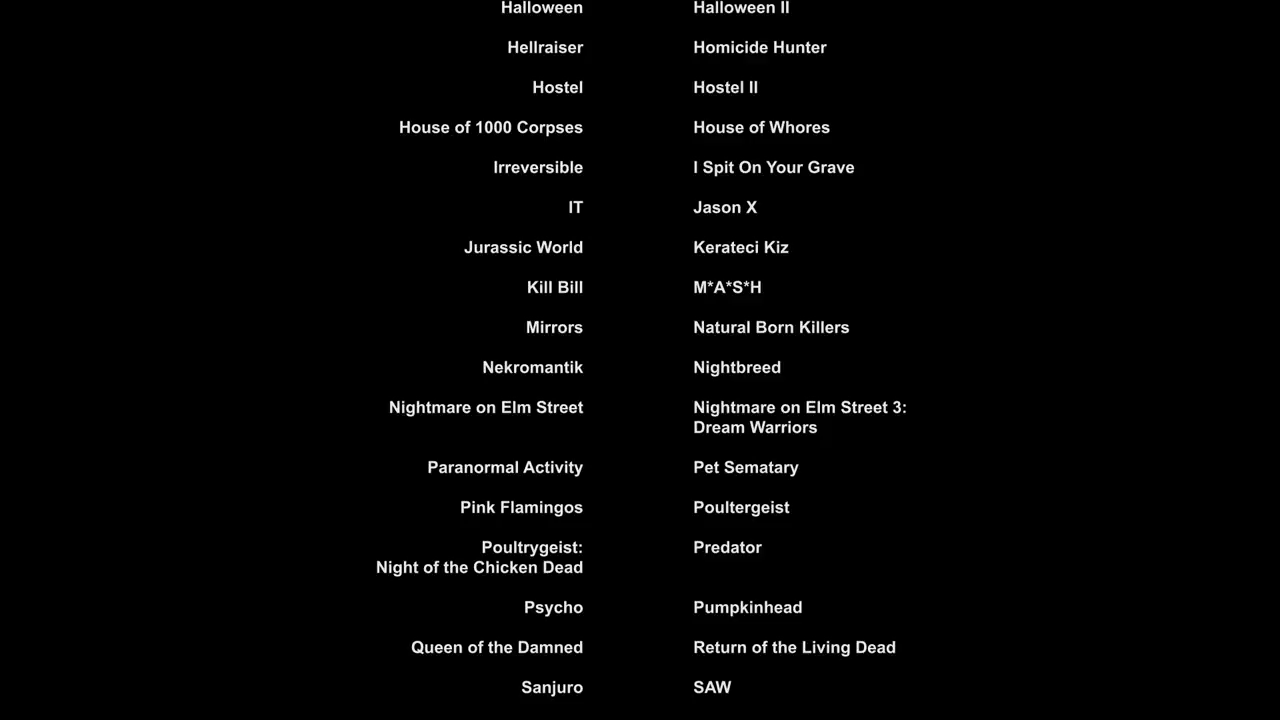 Halloween Halloween II
Hellraiser Homicide Hunter
Hostel Hostel II
House of 1000 Corpses House of Whores
Irreversible I Spit On Your Grave
IT Jason X
Jurassic World Kerateci Kiz
Kill Bill M*A*S*H
Mirrors Natural Born Killers
Nekromantik Nightbreed
Nightmare on Elm Street Nightmare on Elm Street 3:
Dream Warriors
Paranormal Activity Pet Sematary
Pink Flamingos Poultergeist
Poultrygeist: Predator
Night of the Chicken Dead
Psycho Pumpkinhead
Queen of the Damned Return of the Living Dead
Sanjuro SAW